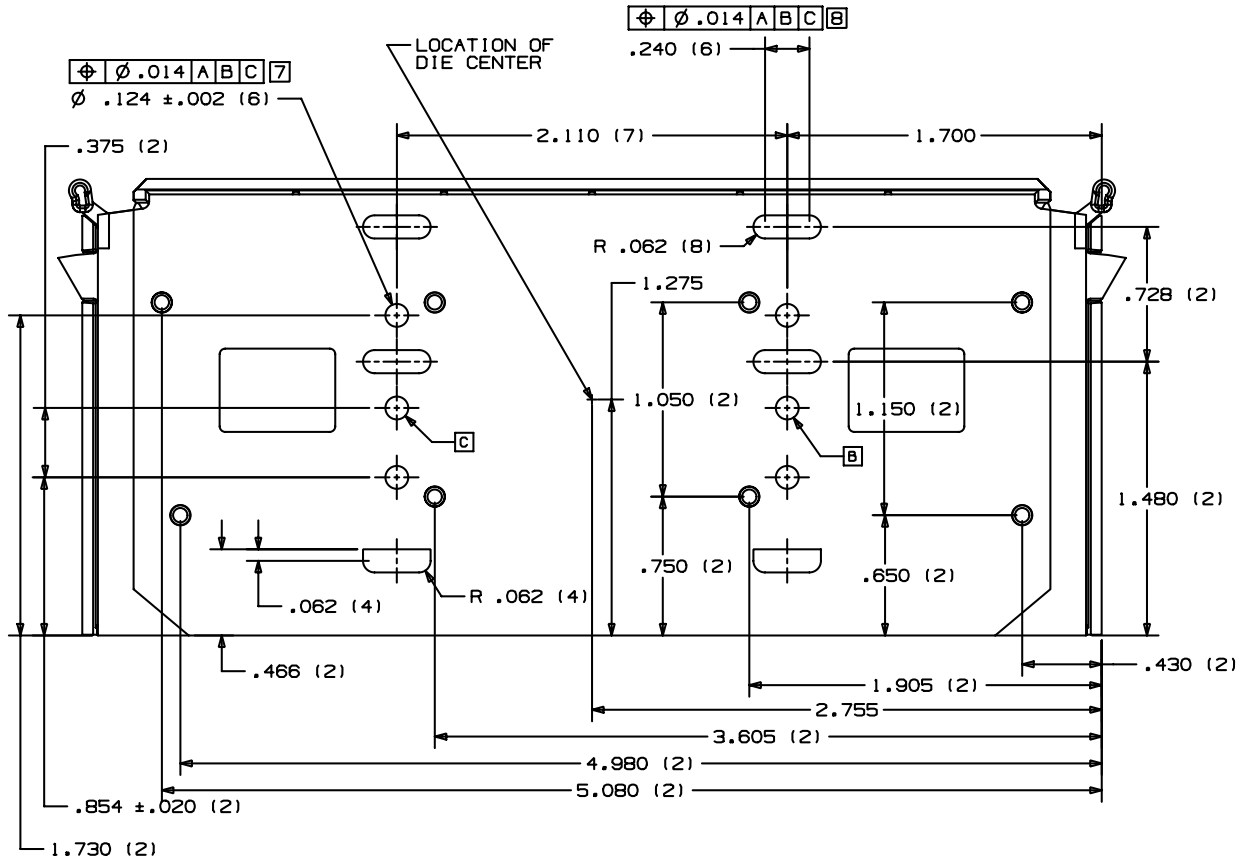 ⌖ Ø .014 A B C 8
.240 (6)
LOCATION OF
DIE CENTER
⌖ Ø .014 A B C 7
Ø .124 ±.002 (6)
2.110 (7)
1.700
.375 (2)
R .062 (8)
1.275
.728 (2)
1.050 (2)
1.150 (2)
C
B
1.480 (2)
.750 (2)
.650 (2)
.062 (4)
R .062 (4)
.466 (2)
.430 (2)
1.905 (2)
2.755
3.605 (2)
4.980 (2)
5.080 (2)
.854 ±.020 (2)
1.730 (2)